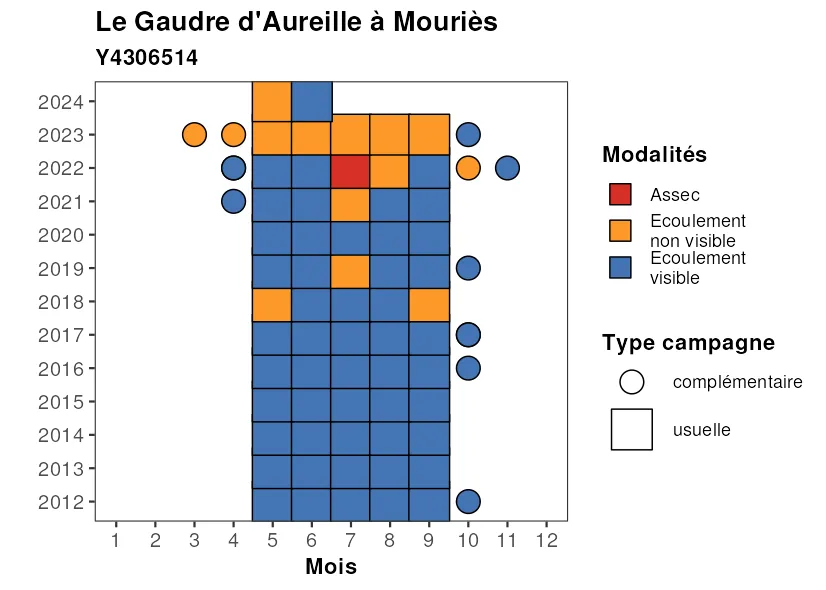 Le Gaudre d'Aureille à Mouriès
Y4306514
2024
2023
2022
2021
2020
2019
2018
2017
2016
2015
2014
2013
2012
1 2 3 4 5 6 7 8 9 10 11 12
Mois
Modalités
Assec
Ecoulement
non visible
Ecoulement
visible
Type campagne
complémentaire
usuelle